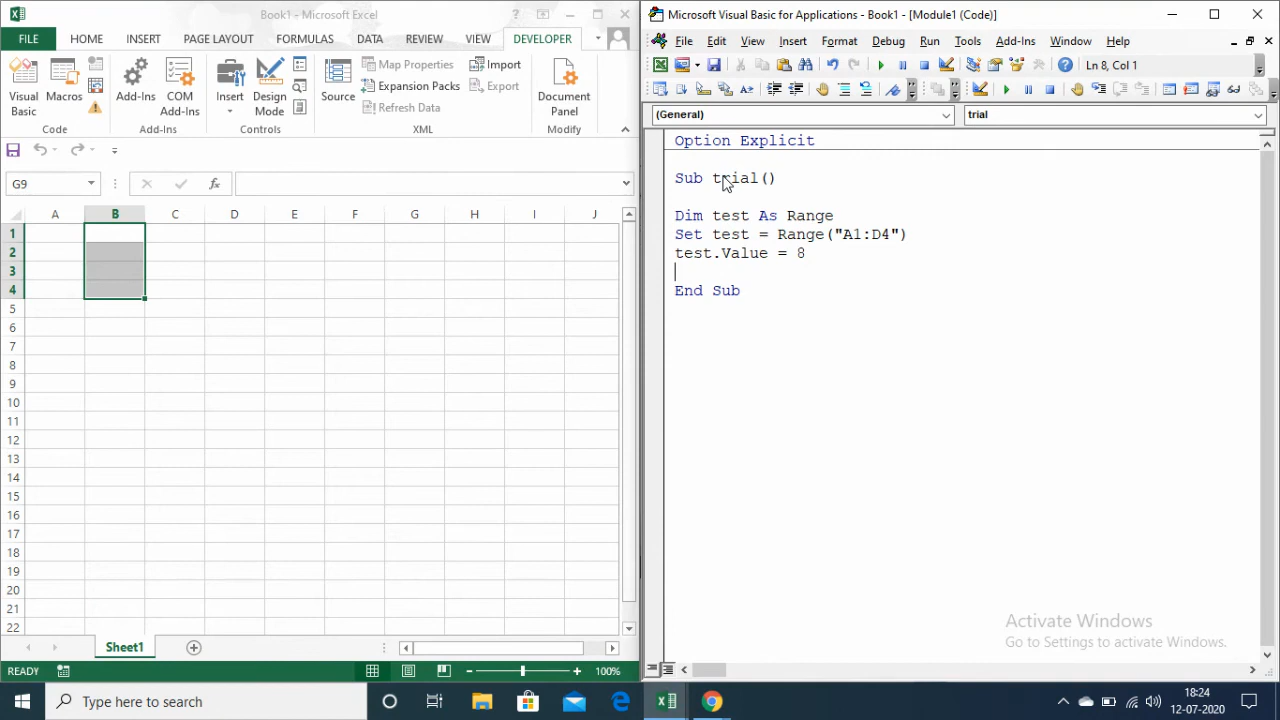 Book1 - Microsoft Excel
?
FILE HOME INSERT PAGE LAYOUT FORMULAS DATA REVIEW VIEW DEVELOPER
Visual Basic
Macros
Add-Ins
COM Add-Ins
Insert
Design Mode
Source
Map Properties
Expansion Packs
Refresh Data
Import
Export
Document Panel
Code Add-Ins Controls XML Modify
G9
fx
A B C D E F G H I J
1
2
3
4
5
6
7
8
9
10
11
12
13
14
15
16
17
18
19
20
21
22
Sheet1
READY
100%
Microsoft Visual Basic for Applications - Book1 - [Module1 (Code)]
File Edit View Insert Format Debug Run Tools Add-Ins Window Help
Ln 8, Col 1
(General) trial
Option Explicit
Sub trial()
Dim test As Range
Set test = Range("A1:D4")
test.Value = 8
End Sub
Activate Windows
Go to Settings to activate Windows.
Type here to search
18:24
12-07-2020